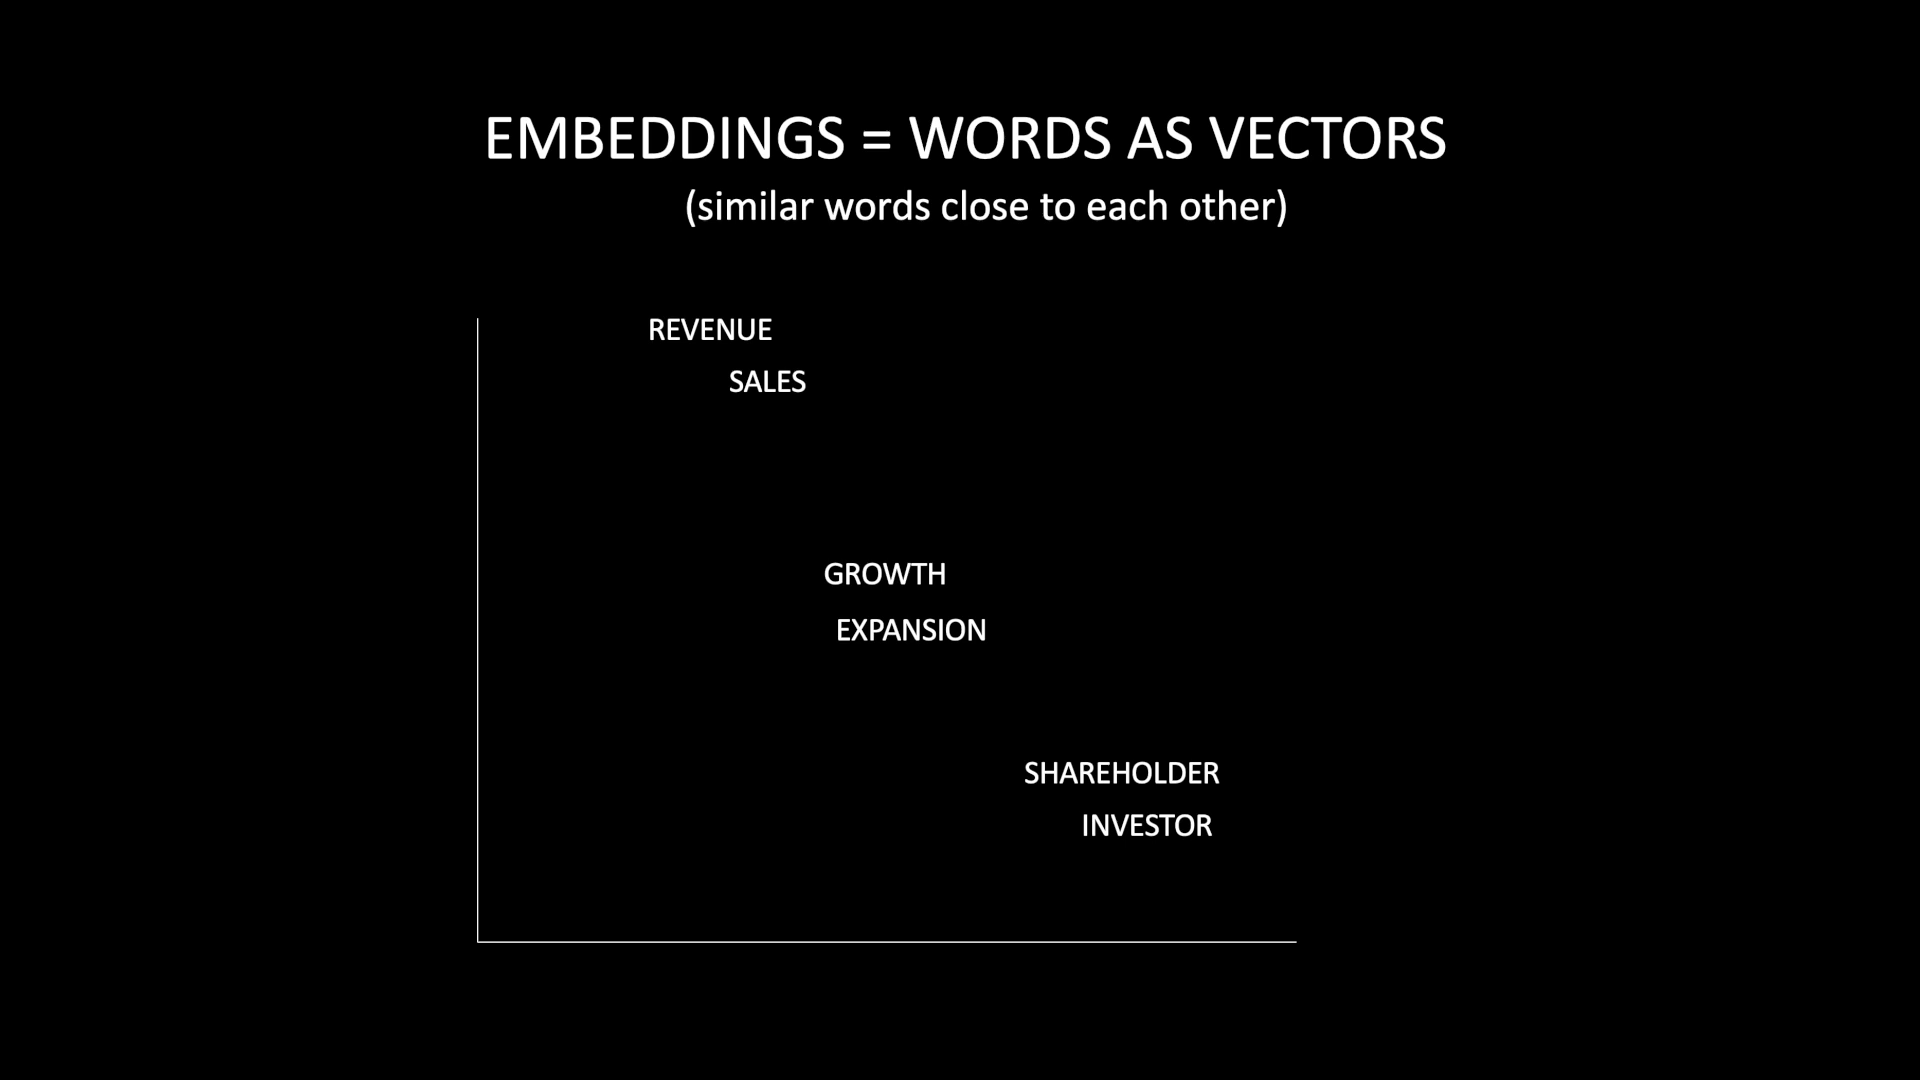 EMBEDDINGS = WORDS AS VECTORS
(similar words close to each other)
REVENUE
SALES
GROWTH
EXPANSION
SHAREHOLDER
INVESTOR